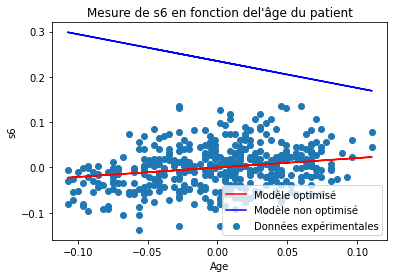 Mesure de s6 en fonction del'âge du patient
0.3
0.2
0.1
0.0
−0.1
s6
−0.10
−0.05
0.00
0.05
0.10
Age
Modèle optimisé
Modèle non optimisé
Données expérimentales